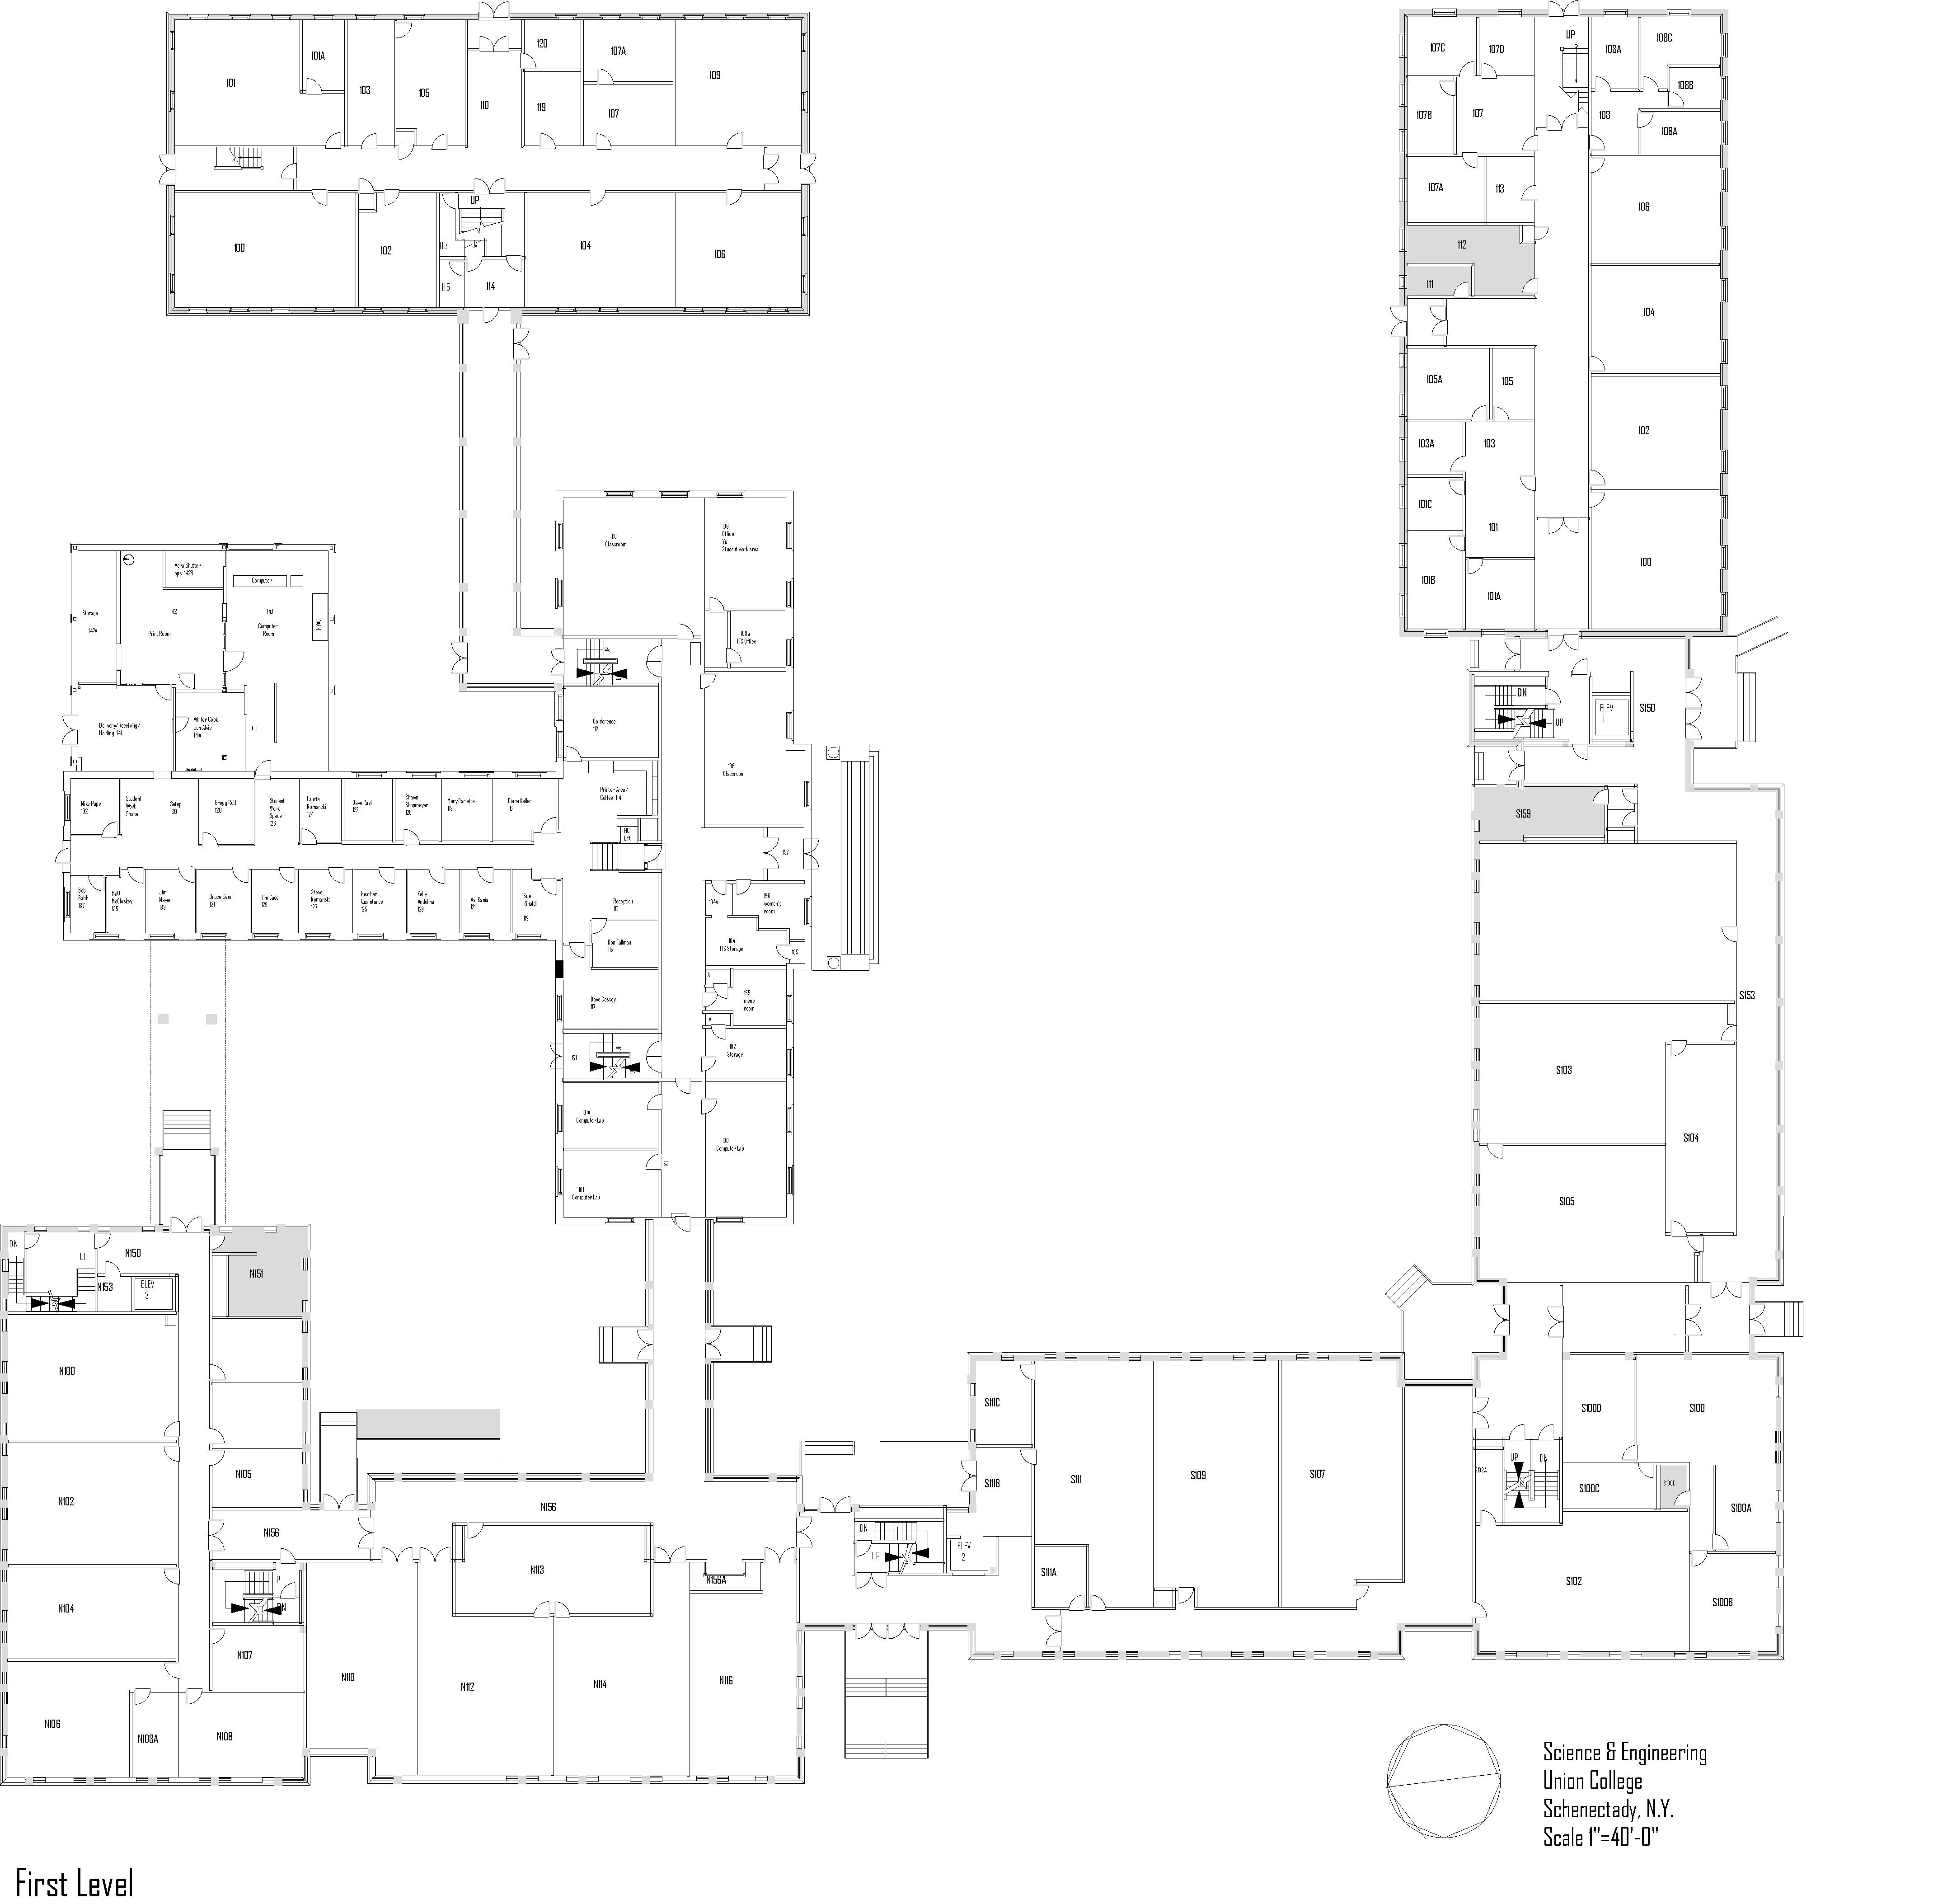 101
101A
103
105
110
120
119
107A
107
109
100
102
113
115
UP
114
104
106
107C
107D
UP
108A
108C
108B
107B
107
108
108A
107A
113
106
112
111
104
105A
105
102
103A
103
101C
101
100
101B
101A
110
Classroom
108
Office
Yu
Student work area
108a
ITS Office
Storage
142A
142
Print Room
Vera Shutter
ups 142B
Computer
143
Computer
Room
HVAC
Delivery/Receiving/
Holding 141
Walter Cook
Jon Alvis
Conference
112
106
Classroom
Printer Area/
Coffee 114
HC
Lift
157
Mike Pape
132
Student
Work
Space
Setup
130
Gregg Roth
128
Student
Work
Space
126
Laurie
Romanski
124
Dave Rael
122
Shawn
Shopmeyer
120
Mary Parlette
118
Diane Keller
116
Bob
Babb
137
Matt
McCluskey
135
Jim
Meyer
133
Bruce Senn
131
Tim Cade
129
Steve
Romanski
127
Heather
Quaintance
125
Kelly
Andolina
123
Val Kania
121
Sue
Rinaldi
119
Reception
113
Don Tallman
115
Dave Cossey
117
104A
156
women's
room
104
ITS Storage
105
A
155
mens
room
A
102
Storage
151
101A
Computer Lab
100
Computer Lab
153
101
Computer Lab
DN
UP
ELEV
1
S150
S159
S153
S103
S104
S105
DN
UP
N150
N153
ELEV
3
N151
N100
N102
N105
N156
N156
N104
UP
DN
N107
N106
N108A
N108
N110
N113
N112
N114
N156A
N116
DN
UP
ELEV
2
S111C
S111B
S111
S111A
S109
S107
S100D
S100
S102A
UP
DN
S100C
S100E
S100A
S102
S100B
Science & Engineering
Union College
Schenectady, N.Y.
Scale 1"=40'-0"
First Level